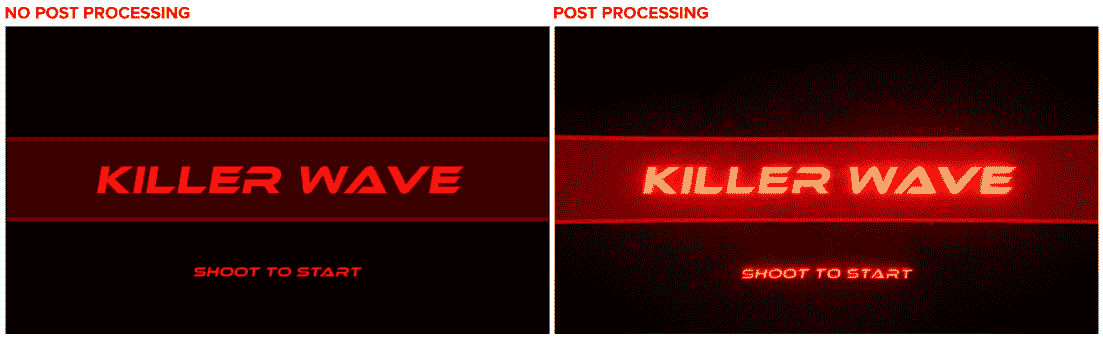 NO POST PROCESSING
KILLER WAVE
SHOOT TO START
POST PROCESSING
KILLER WAVE
SHOOT TO START